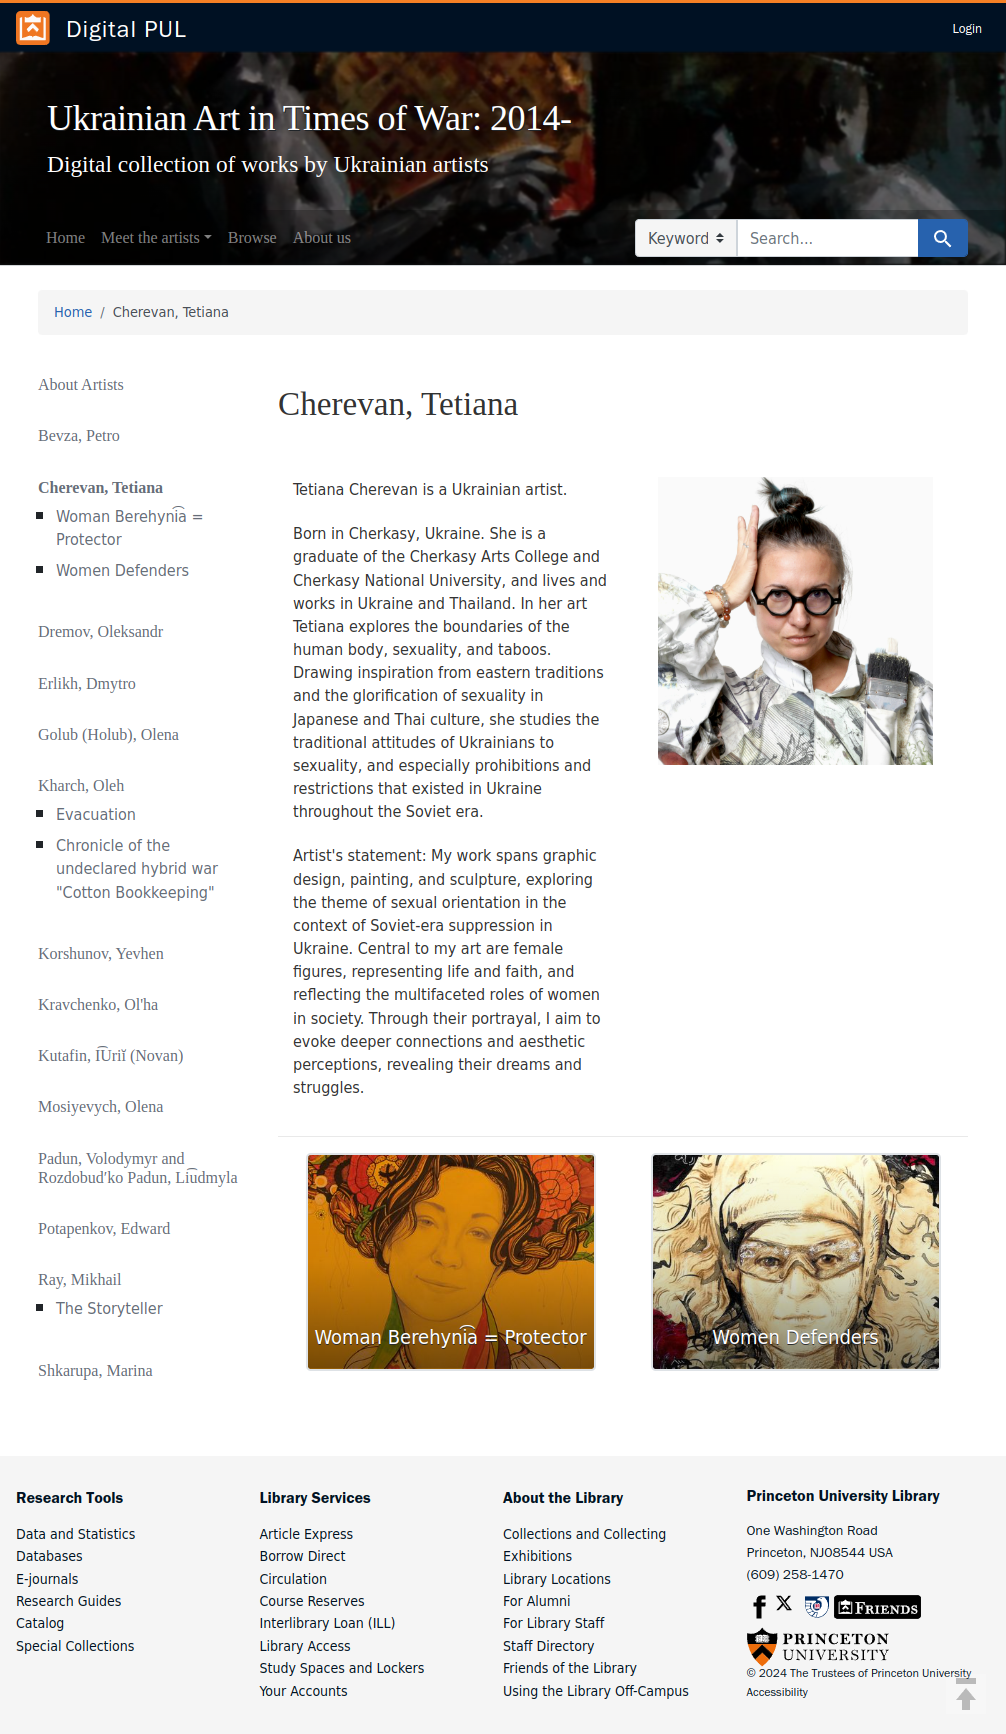 Digital PUL
Login
Ukrainian Art in Times of War: 2014-
Digital collection of works by Ukrainian artists
Home Meet the artists Browse About us
Keyword Search...
Home / Cherevan, Tetiana
About Artists
Bevza, Petro
Cherevan, Tetiana
Woman Berehyni͡a =
Protector
Women Defenders
Dremov, Oleksandr
Erlikh, Dmytro
Golub (Holub), Olena
Kharch, Oleh
Evacuation
Chronicle of the
undeclared hybrid war
"Cotton Bookkeeping"
Korshunov, Yevhen
Kravchenko, Ol'ha
Kutafin, I͡Uriĭ (Novan)
Mosiyevych, Olena
Padun, Volodymyr and
Rozdobudʹko Padun, Li͡udmyla
Potapenkov, Edward
Ray, Mikhail
The Storyteller
Shkarupa, Marina
Cherevan, Tetiana
Tetiana Cherevan is a Ukrainian artist.
Born in Cherkasy, Ukraine. She is a
graduate of the Cherkasy Arts College and
Cherkasy National University, and lives and
works in Ukraine and Thailand. In her art
Tetiana explores the boundaries of the
human body, sexuality, and taboos.
Drawing inspiration from eastern traditions
and the glorification of sexuality in
Japanese and Thai culture, she studies the
traditional attitudes of Ukrainians to
sexuality, and especially prohibitions and
restrictions that existed in Ukraine
throughout the Soviet era.
Artist's statement: My work spans graphic
design, painting, and sculpture, exploring
the theme of sexual orientation in the
context of Soviet-era suppression in
Ukraine. Central to my art are female
figures, representing life and faith, and
reflecting the multifaceted roles of women
in society. Through their portrayal, I aim to
evoke deeper connections and aesthetic
perceptions, revealing their dreams and
struggles.
Woman Berehyni͡a = Protector
Women Defenders
Research Tools
Data and Statistics
Databases
E-journals
Research Guides
Catalog
Special Collections
Library Services
Article Express
Borrow Direct
Circulation
Course Reserves
Interlibrary Loan (ILL)
Library Access
Study Spaces and Lockers
Your Accounts
About the Library
Collections and Collecting
Exhibitions
Library Locations
For Alumni
For Library Staff
Staff Directory
Friends of the Library
Using the Library Off-Campus
Princeton University Library
One Washington Road
Princeton, NJ08544 USA
(609) 258-1470
FRIENDS
PRINCETON
UNIVERSITY
© 2024 The Trustees of Princeton University
Accessibility